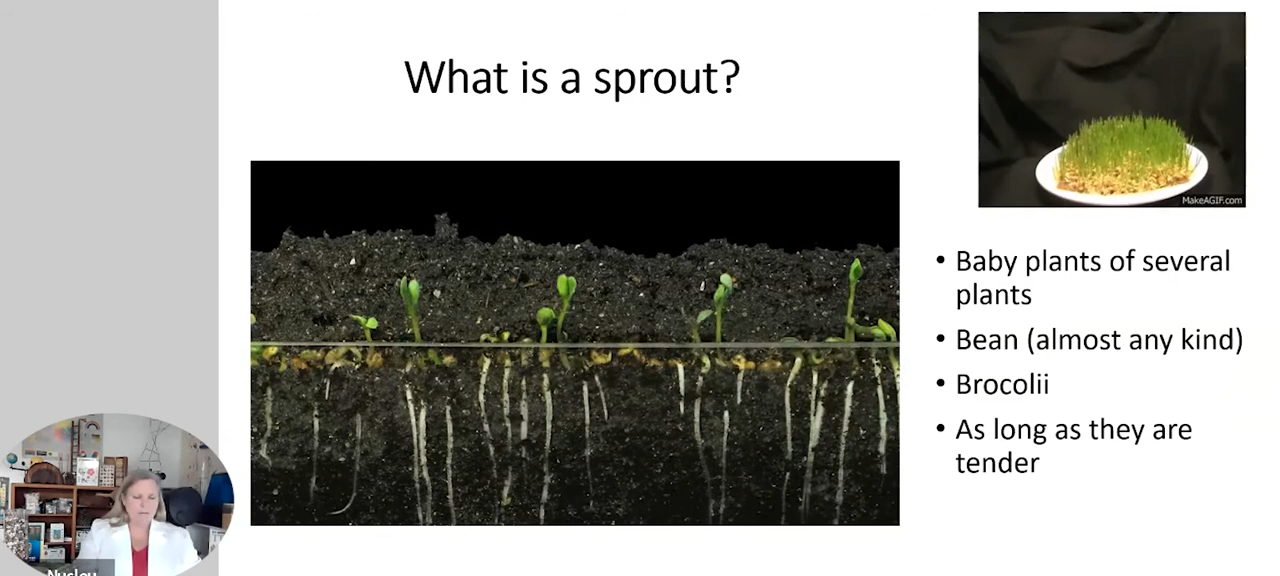 What is a sprout?
MakeAGIF.com
• Baby plants of several
plants
• Bean (almost any kind)
• Brocolii
• As long as they are
tender